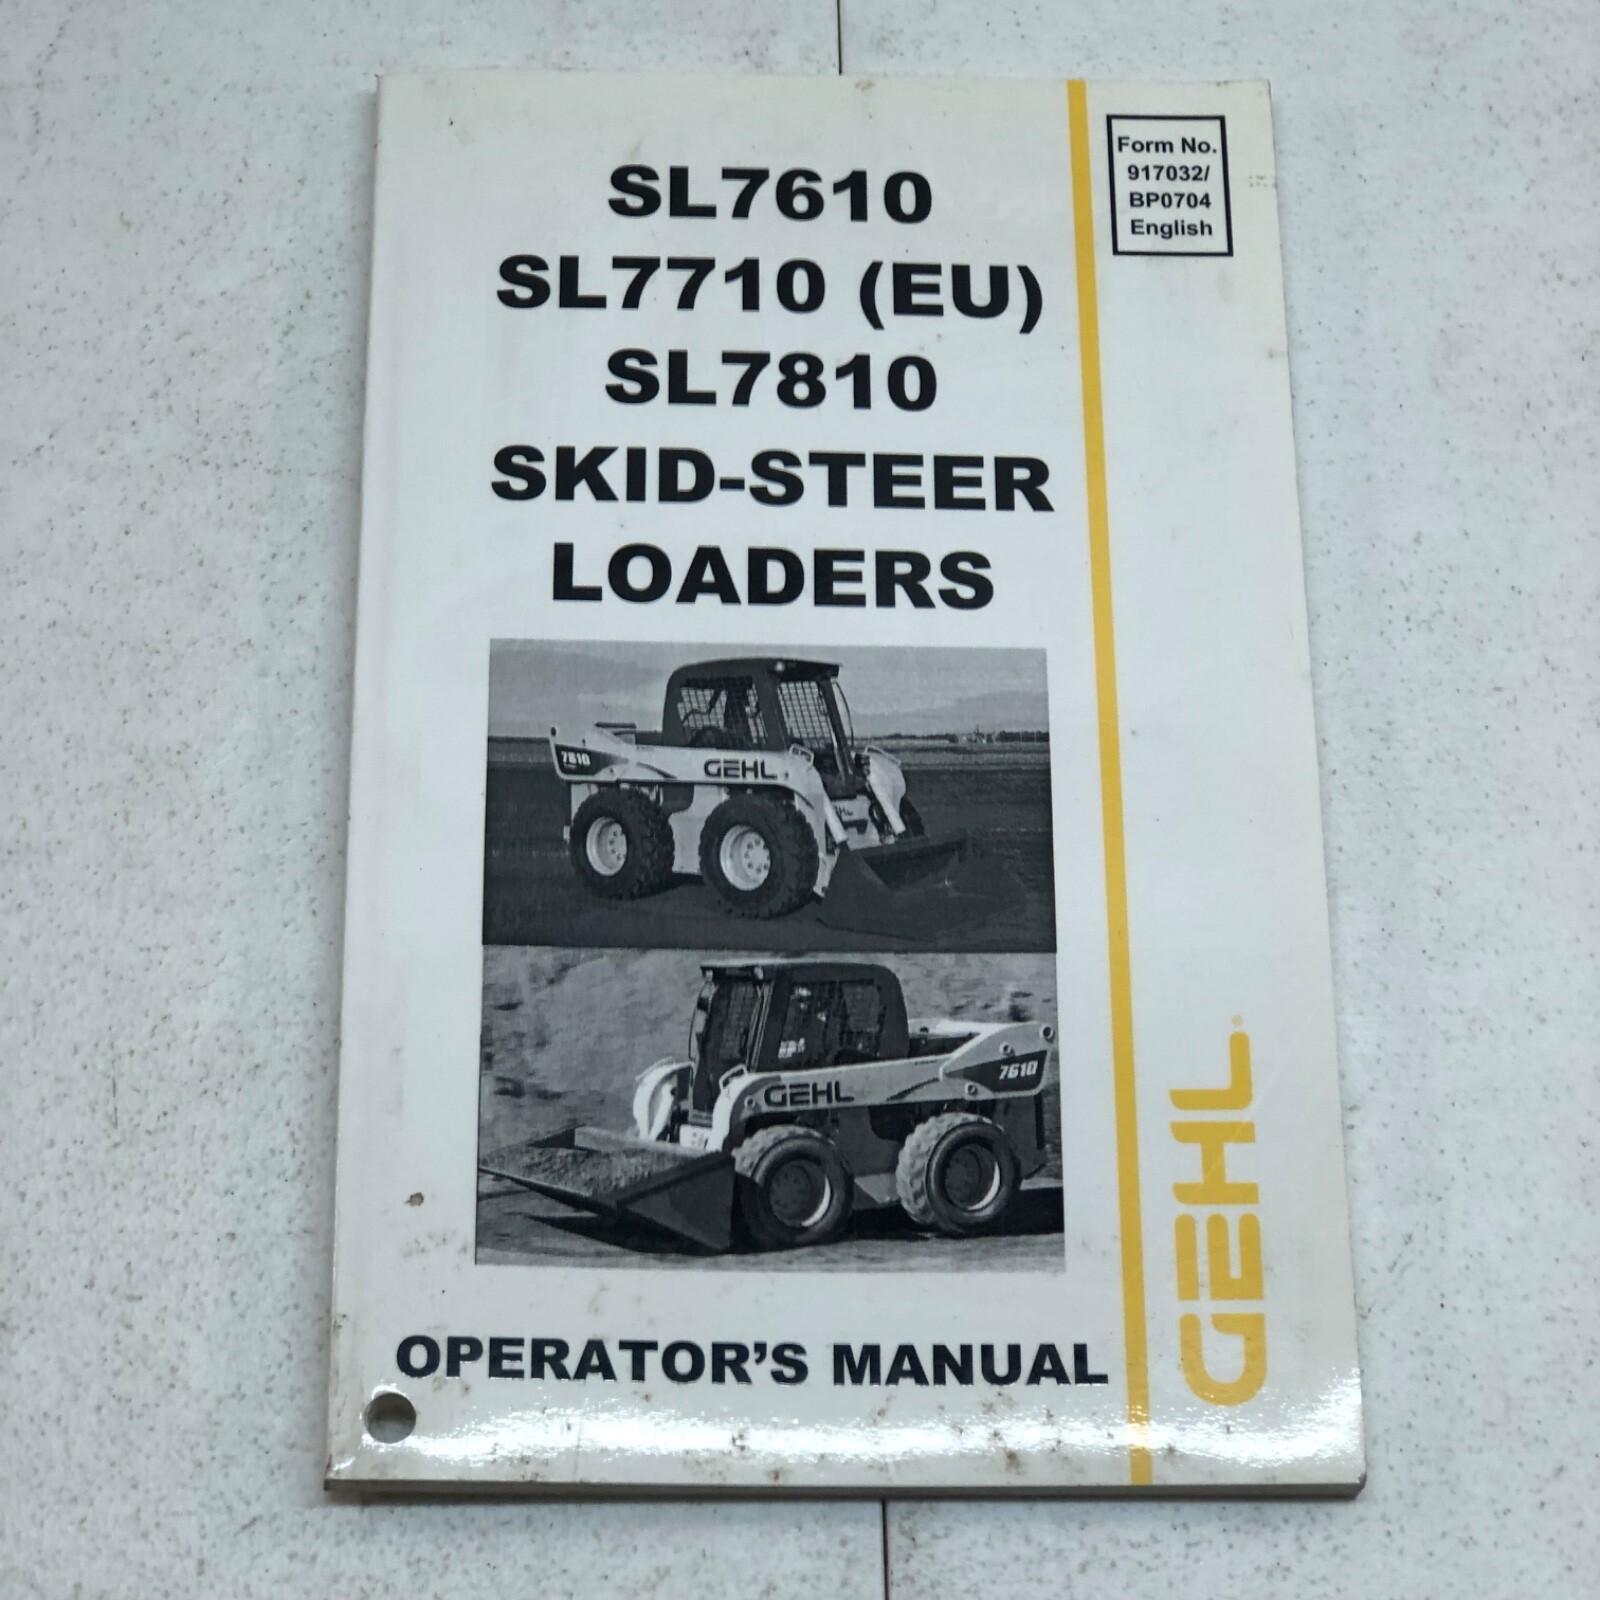 SL7610
SL7710 (EU)
SL7810
SKID-STEER
LOADERS
Form No.
917032/
BP0704
English
7610
GEHL
GEHL
7610
OPERATOR'S MANUAL
GEHL®